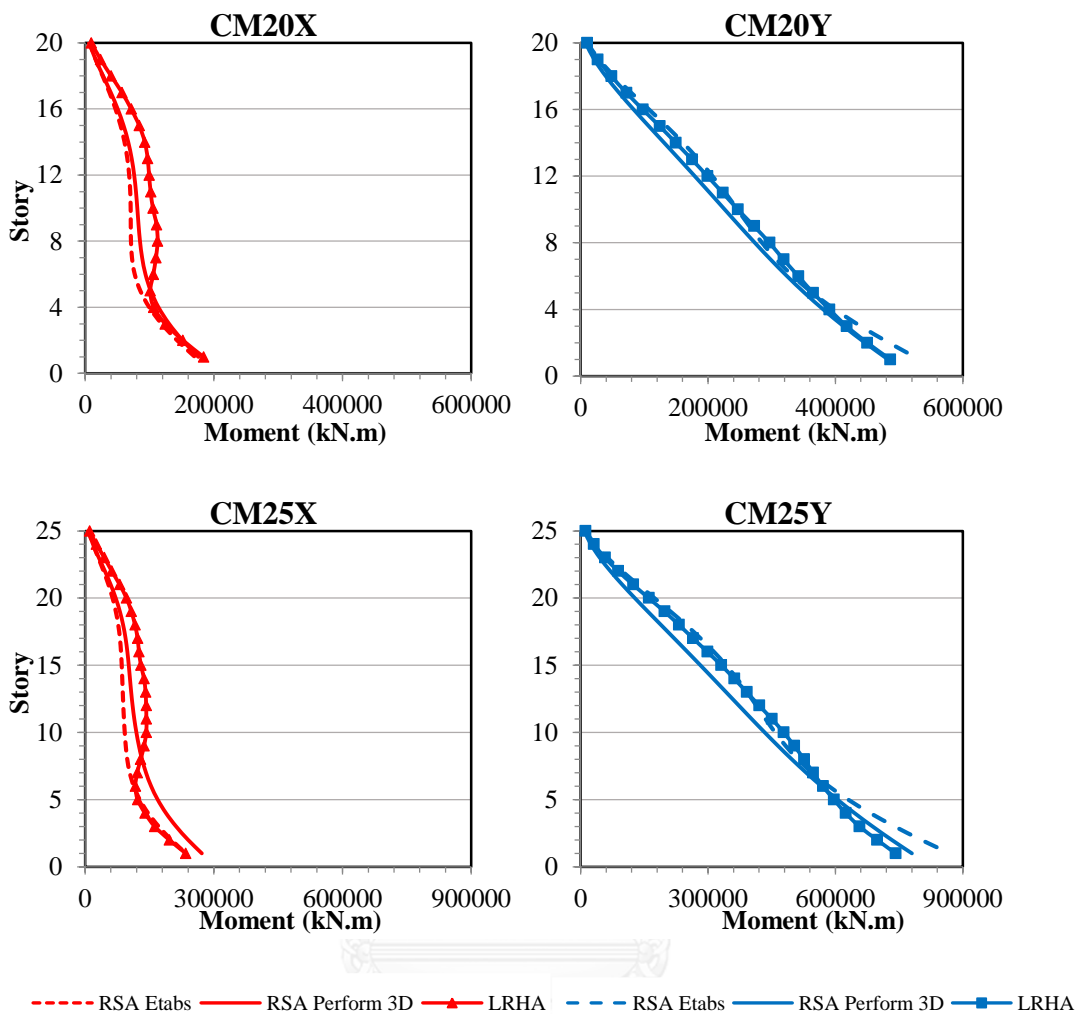 CM20X
CM20Y
20
16
12
8
4
0
Story
0 200000 400000 600000
Moment (kN.m)
20
16
12
8
4
0
0 200000 400000 600000
Moment (kN.m)
CM25X
CM25Y
25
20
15
10
5
0
Story
0 300000 600000 900000
Moment (kN.m)
25
20
15
10
5
0
0 300000 600000 900000
Moment (kN.m)
RSA Etabs RSA Perform 3D LRHA RSA Etabs RSA Perform 3D LRHA